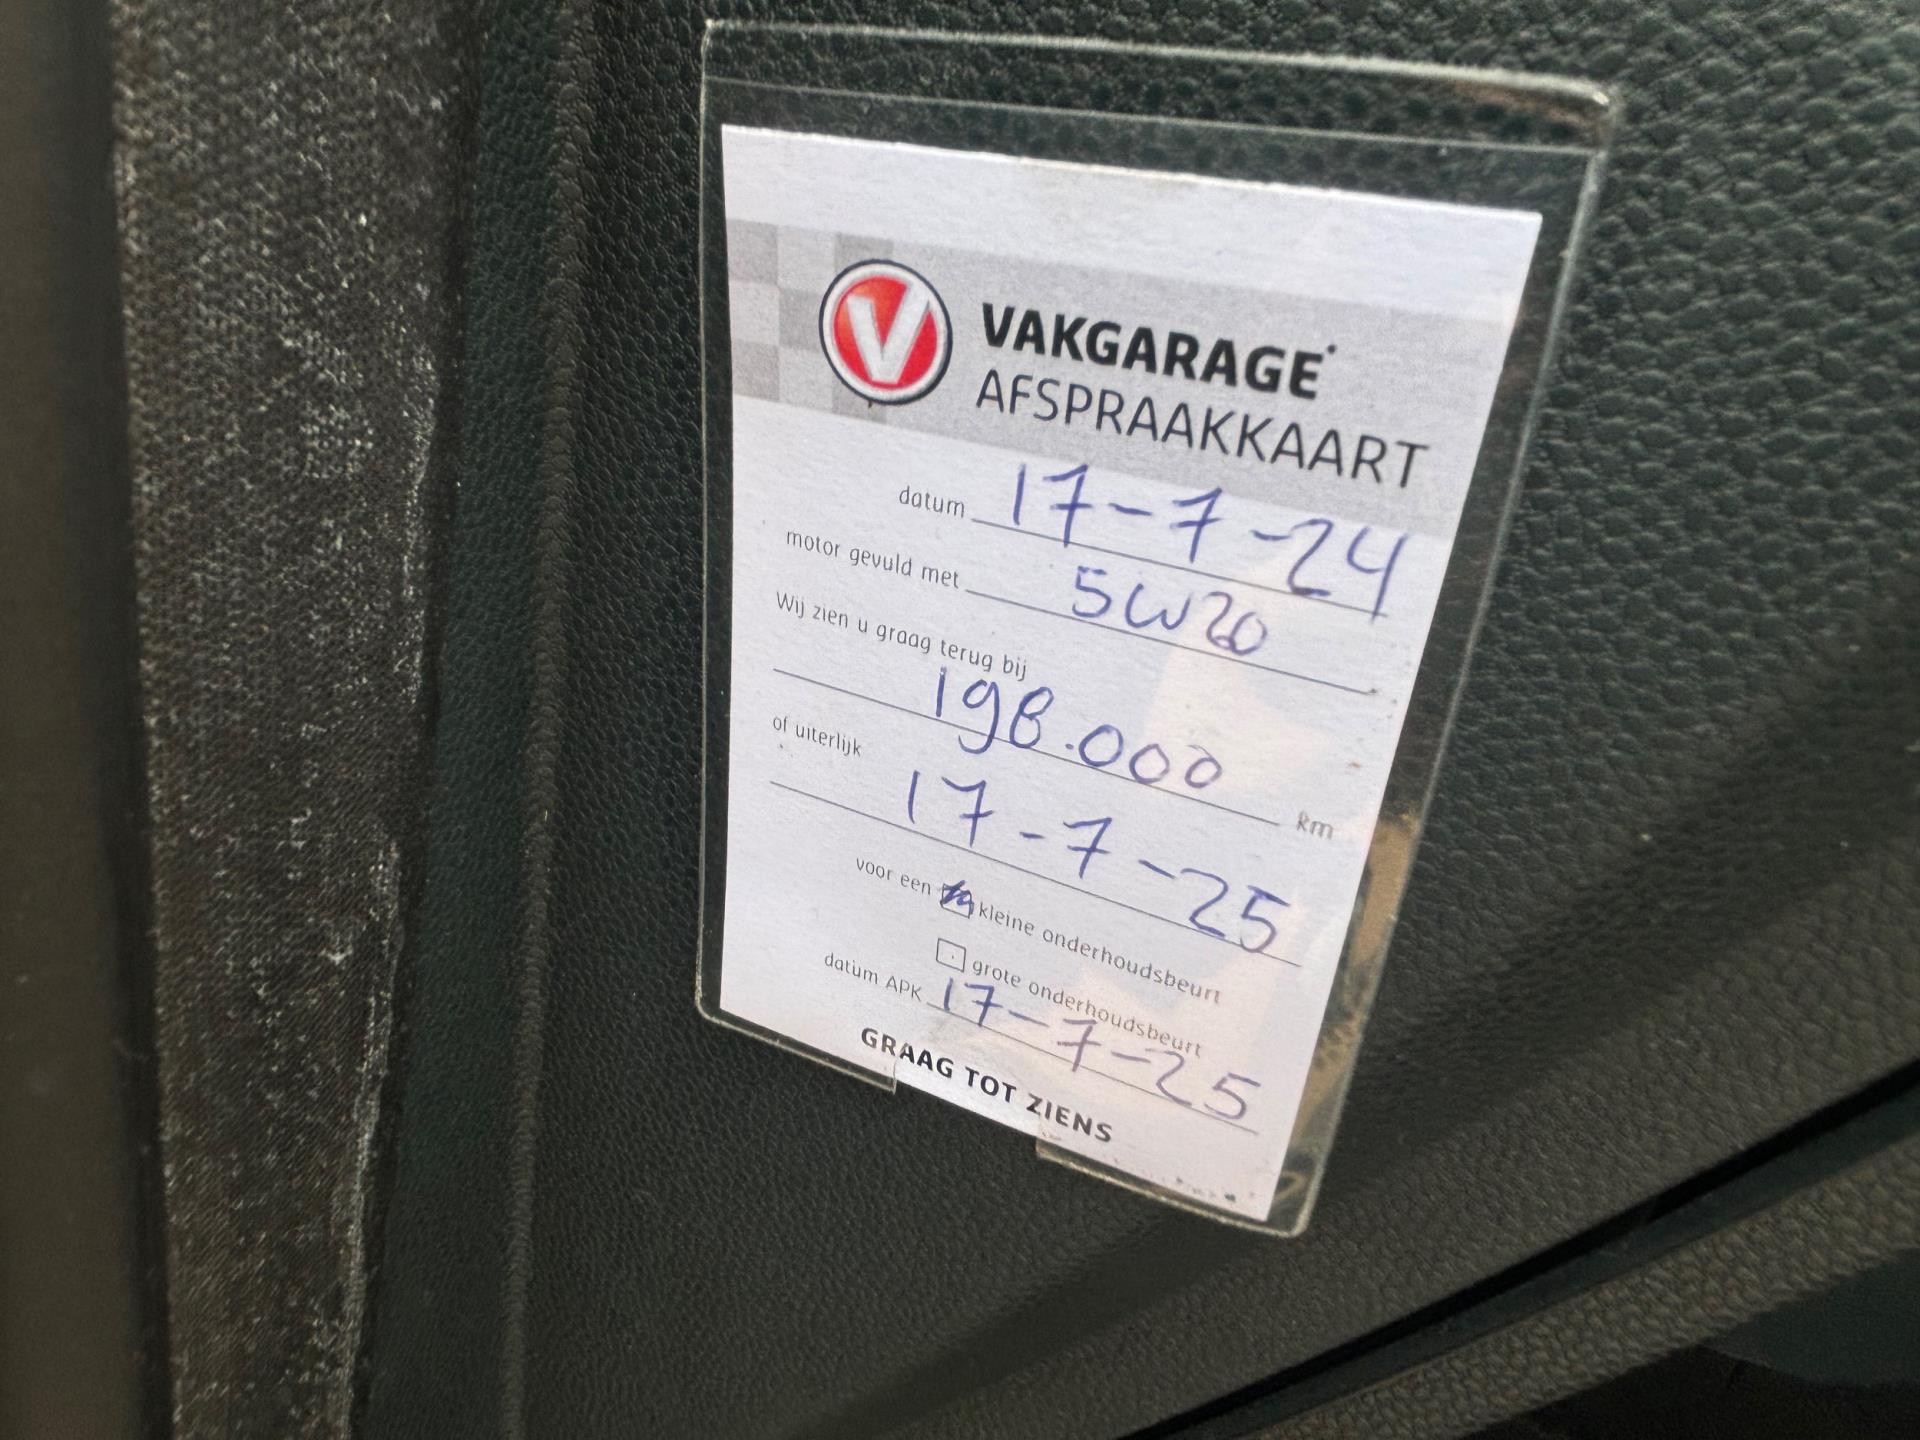 V
VAKGARAGE
AFSPRAAKKAART
datum 17-7-24
motor gevuld met 5W20
Wij zien u graag terug bij
198.000 km
of uiterlijk
17-7-25
voor een kleine onderhoudsbeurt
grote onderhoudsbeurt
datum APK 17-7-25
GRAAG TOT ZIENS